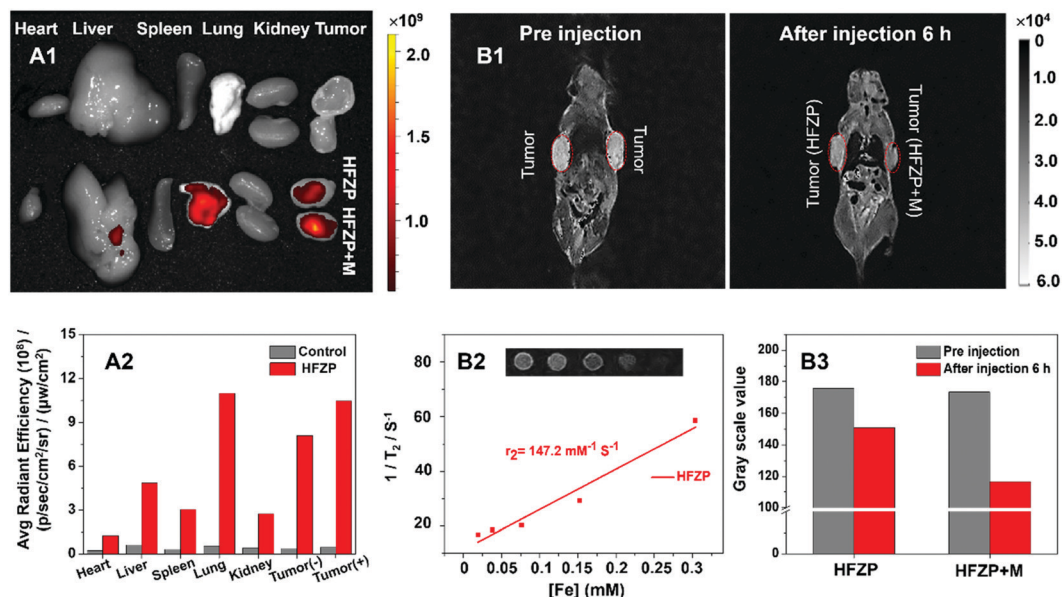 Heart Liver Spleen Lung Kidney Tumor
A1
HFZP HFZP+M
×10⁹
2.0
1.5
1.0
B1
Pre injection
Tumor
Tumor
After injection 6 h
Tumor (HFZP)
Tumor (HFZP+M)
×10⁴
0
1.0
2.0
3.0
4.0
5.0
6.0
A2
Control
HFZP
Avg Radiant Efficiency (10⁸) /
(p/sec/cm²/sr) / (μw/cm²)
15
12
9
6
3
0
Heart Liver Spleen Lung Kidney Tumor(-) Tumor(+)
B2
1 / T₂ / S⁻¹
80
60
40
20
r₂= 147.2 mM⁻¹ S⁻¹
HFZP
0 0.05 0.1 0.15 0.2 0.25 0.3
[Fe] (mM)
B3
Pre injection
After injection 6 h
Gray scale value
200
180
160
140
120
100
0
HFZP HFZP+M